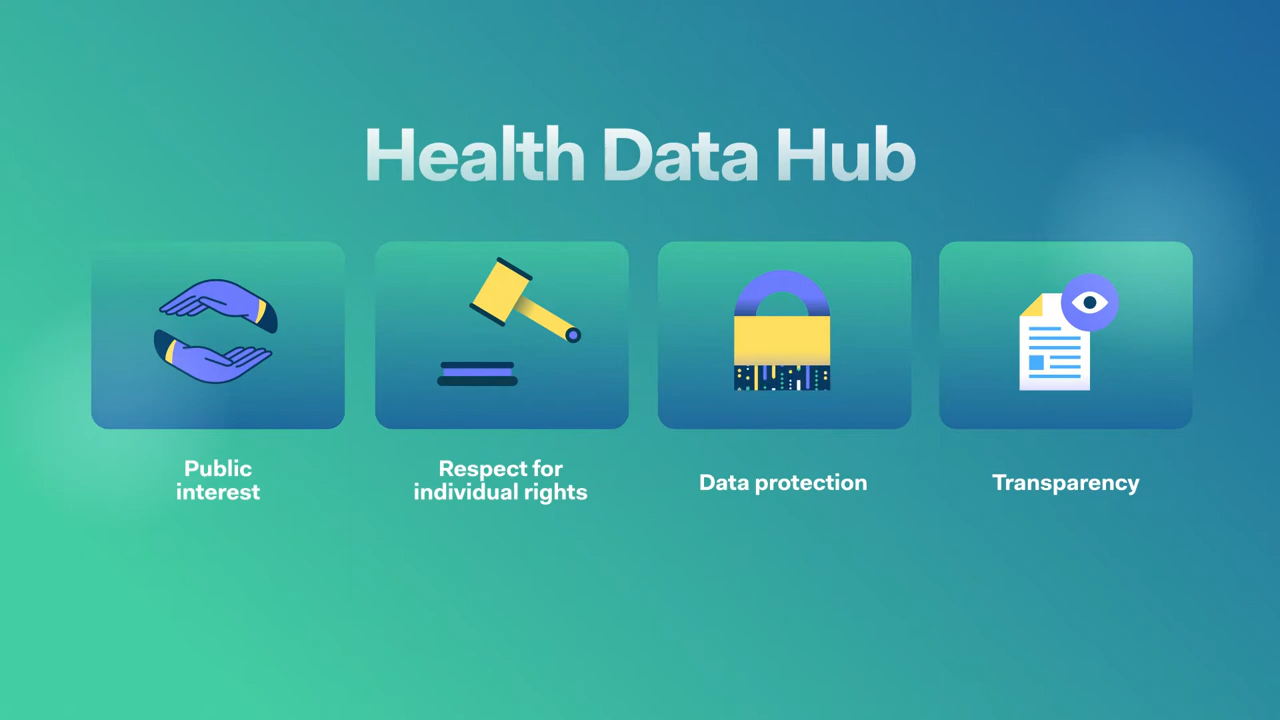 Health Data Hub
Public
interest
Respect for
individual rights
Data protection
Transparency